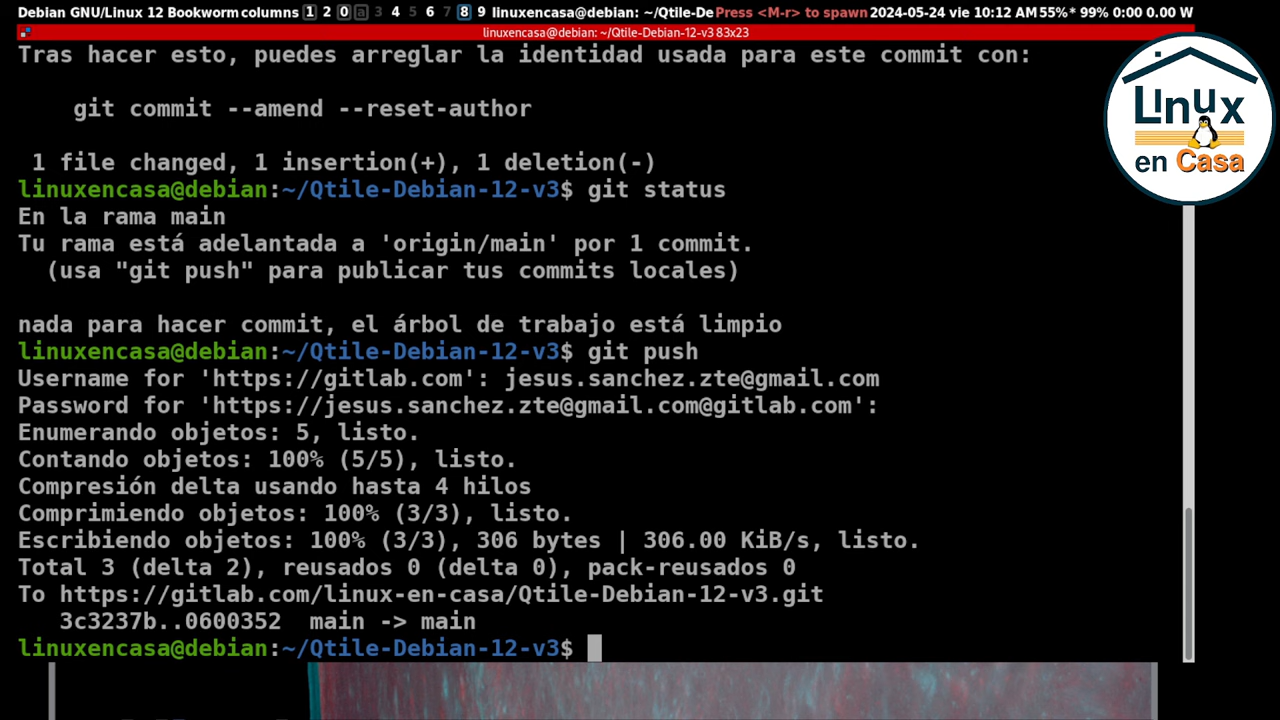 Debian GNU/Linux 12 Bookworm columns 1 2 0 a 3 4 5 6 7 8 9 linuxencasa@debian: ~/Qtile-De Press <M-r> to spawn 2024-05-24 vie 10:12 AM 55%* 99% 0:00 0.00 W
linuxencasa@debian: ~/Qtile-Debian-12-v3 83x23
Tras hacer esto, puedes arreglar la identidad usada para este commit con:
git commit --amend --reset-author
1 file changed, 1 insertion(+), 1 deletion(-)
linuxencasa@debian:~/Qtile-Debian-12-v3$ git status
En la rama main
Tu rama está adelantada a 'origin/main' por 1 commit.
(usa "git push" para publicar tus commits locales)
nada para hacer commit, el árbol de trabajo está limpio
linuxencasa@debian:~/Qtile-Debian-12-v3$ git push
Username for 'https://gitlab.com': jesus.sanchez.zte@gmail.com
Password for 'https://jesus.sanchez.zte@gmail.com@gitlab.com':
Enumerando objetos: 5, listo.
Contando objetos: 100% (5/5), listo.
Compresión delta usando hasta 4 hilos
Comprimiendo objetos: 100% (3/3), listo.
Escribiendo objetos: 100% (3/3), 306 bytes | 306.00 KiB/s, listo.
Total 3 (delta 2), reusados 0 (delta 0), pack-reusados 0
To https://gitlab.com/linux-en-casa/Qtile-Debian-12-v3.git
3c3237b..0600352  main -> main
linuxencasa@debian:~/Qtile-Debian-12-v3$
Linux
en Casa